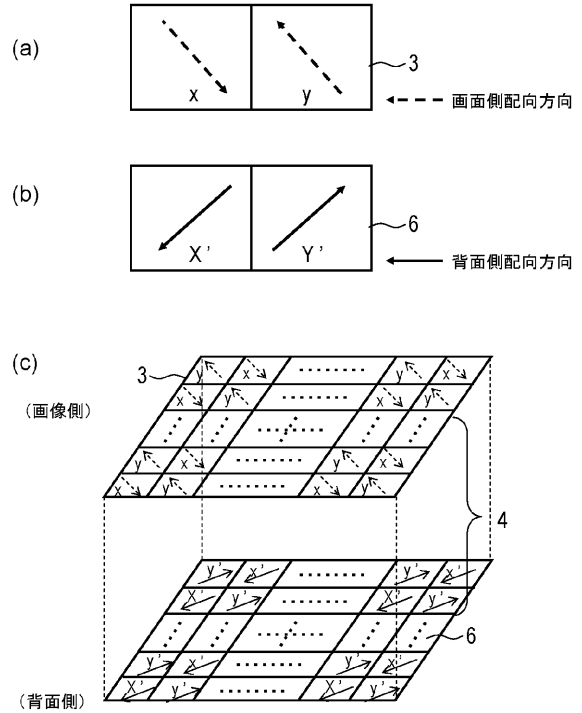 (a)
x y
3
画面側配向方向
(b)
X' Y'
6
背面側配向方向
(c)
3
（画像側）
y x ········ y x
x y ········ x y
y x y x
x y ········ x y
4
y' x' ········ y' x'
X' y' ········ X' y'
6
y' x' y' x'
X' y' ········ X' y'
（背面側）